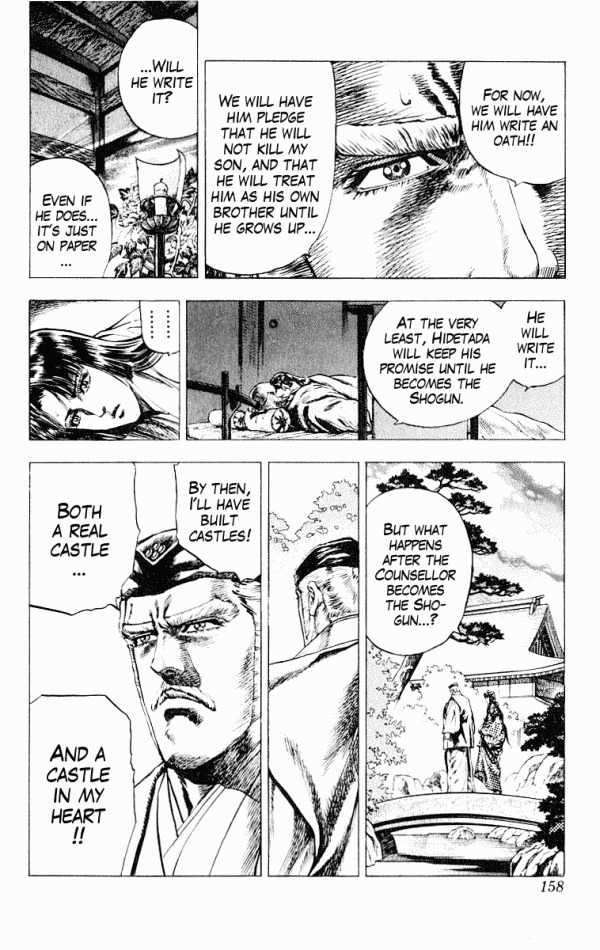 FOR NOW,
WE WILL HAVE
HIM WRITE AN
OATH!!
WE WILL HAVE
HIM PLEDGE
THAT HE WILL
NOT KILL MY
SON, AND THAT
HE WILL TREAT
HIM AS HIS OWN
BROTHER UNTIL
HE GROWS UP...
...WILL
HE WRITE
IT?
EVEN IF
HE DOES...
IT'S JUST
ON PAPER
...
HE
WILL
WRITE
IT...
AT THE VERY
LEAST, HIDETADA
WILL KEEP HIS
PROMISE UNTIL HE
BECOMES THE
SHOGUN.
......
BUT WHAT
HAPPENS
AFTER THE
COUNSELLOR
BECOMES
THE SHO-
GUN...?
BY THEN,
I'LL HAVE
BUILT
CASTLES!
BOTH
A REAL
CASTLE
...
AND A
CASTLE
IN MY
HEART
!!
158